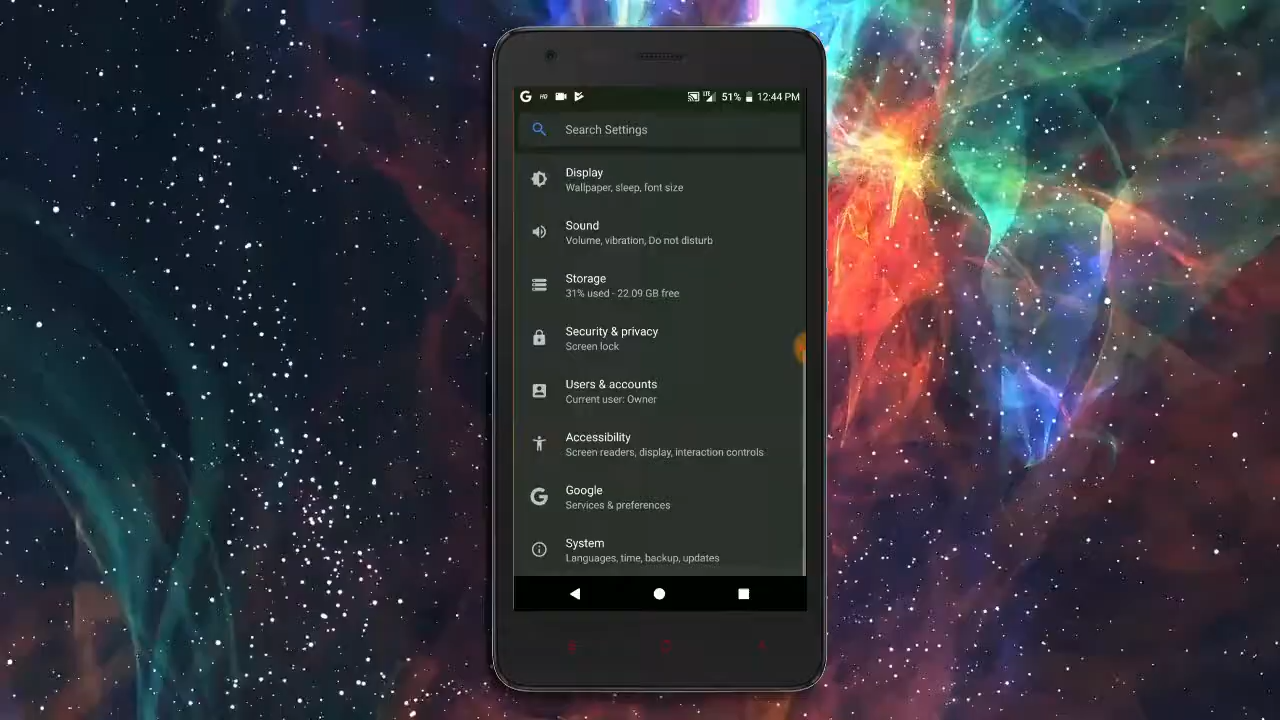 G HD LTE 51% 12:44 PM
Search Settings
Display
Wallpaper, sleep, font size
Sound
Volume, vibration, Do not disturb
Storage
31% used - 22.09 GB free
Security & privacy
Screen lock
Users & accounts
Current user: Owner
Accessibility
Screen readers, display, interaction controls
Google
Services & preferences
System
Languages, time, backup, updates